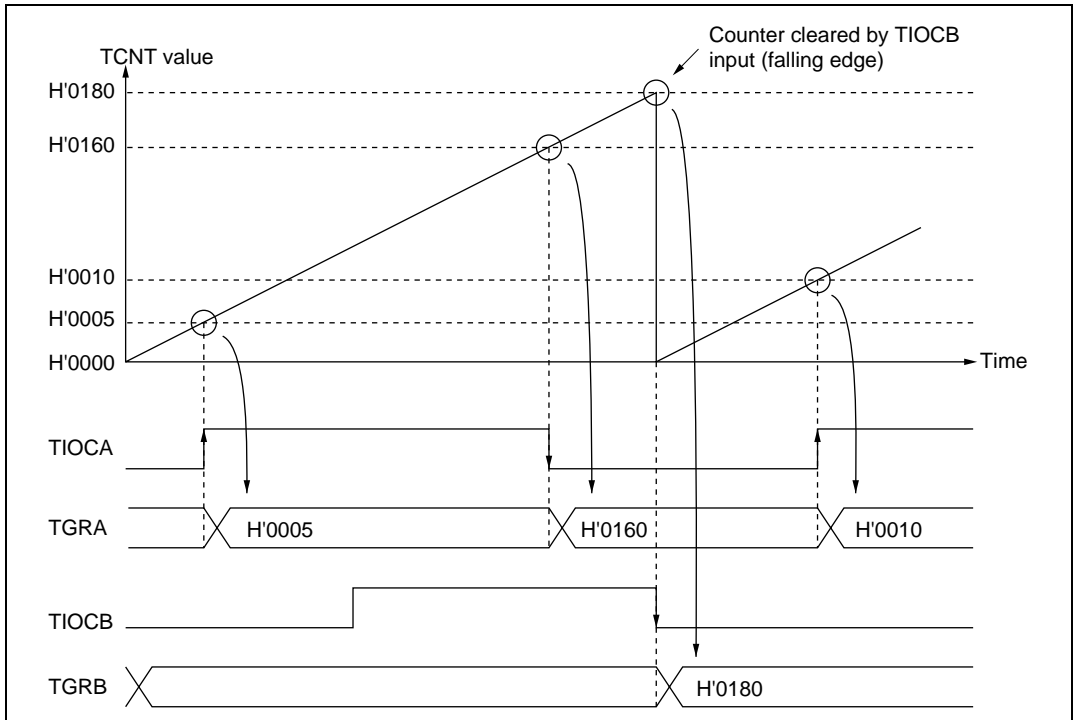 Counter cleared by TIOCB
input (falling edge)
TCNT value
H'0180
H'0160
H'0010
H'0005
H'0000
Time
TIOCA
TGRA
H'0005
H'0160
H'0010
TIOCB
TGRB
H'0180